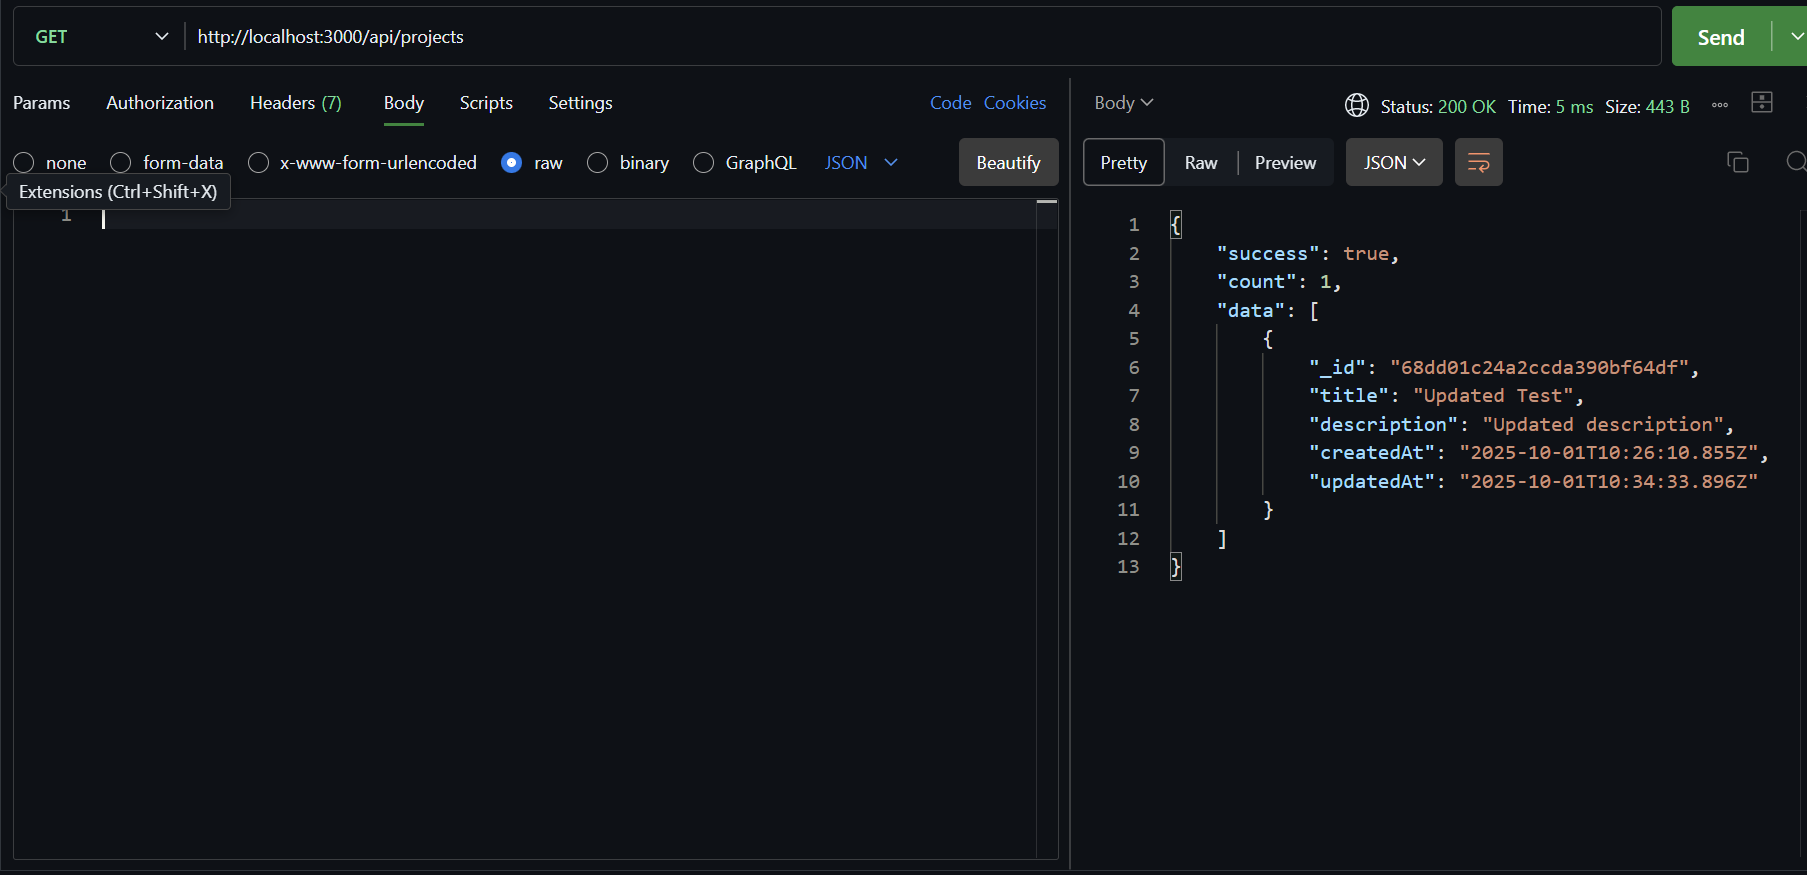 GET http://localhost:3000/api/projects Send
Params Authorization Headers (7) Body Scripts Settings Code Cookies
none form-data x-www-form-urlencoded raw binary GraphQL JSON Beautify
Extensions (Ctrl+Shift+X)
1
Body Status: 200 OK Time: 5 ms Size: 443 B
Pretty Raw Preview JSON
1 {
2 "success": true,
3 "count": 1,
4 "data": [
5 {
6 "_id": "68dd01c24a2ccda390bf64df",
7 "title": "Updated Test",
8 "description": "Updated description",
9 "createdAt": "2025-10-01T10:26:10.855Z",
10 "updatedAt": "2025-10-01T10:34:33.896Z"
11 }
12 ]
13 }